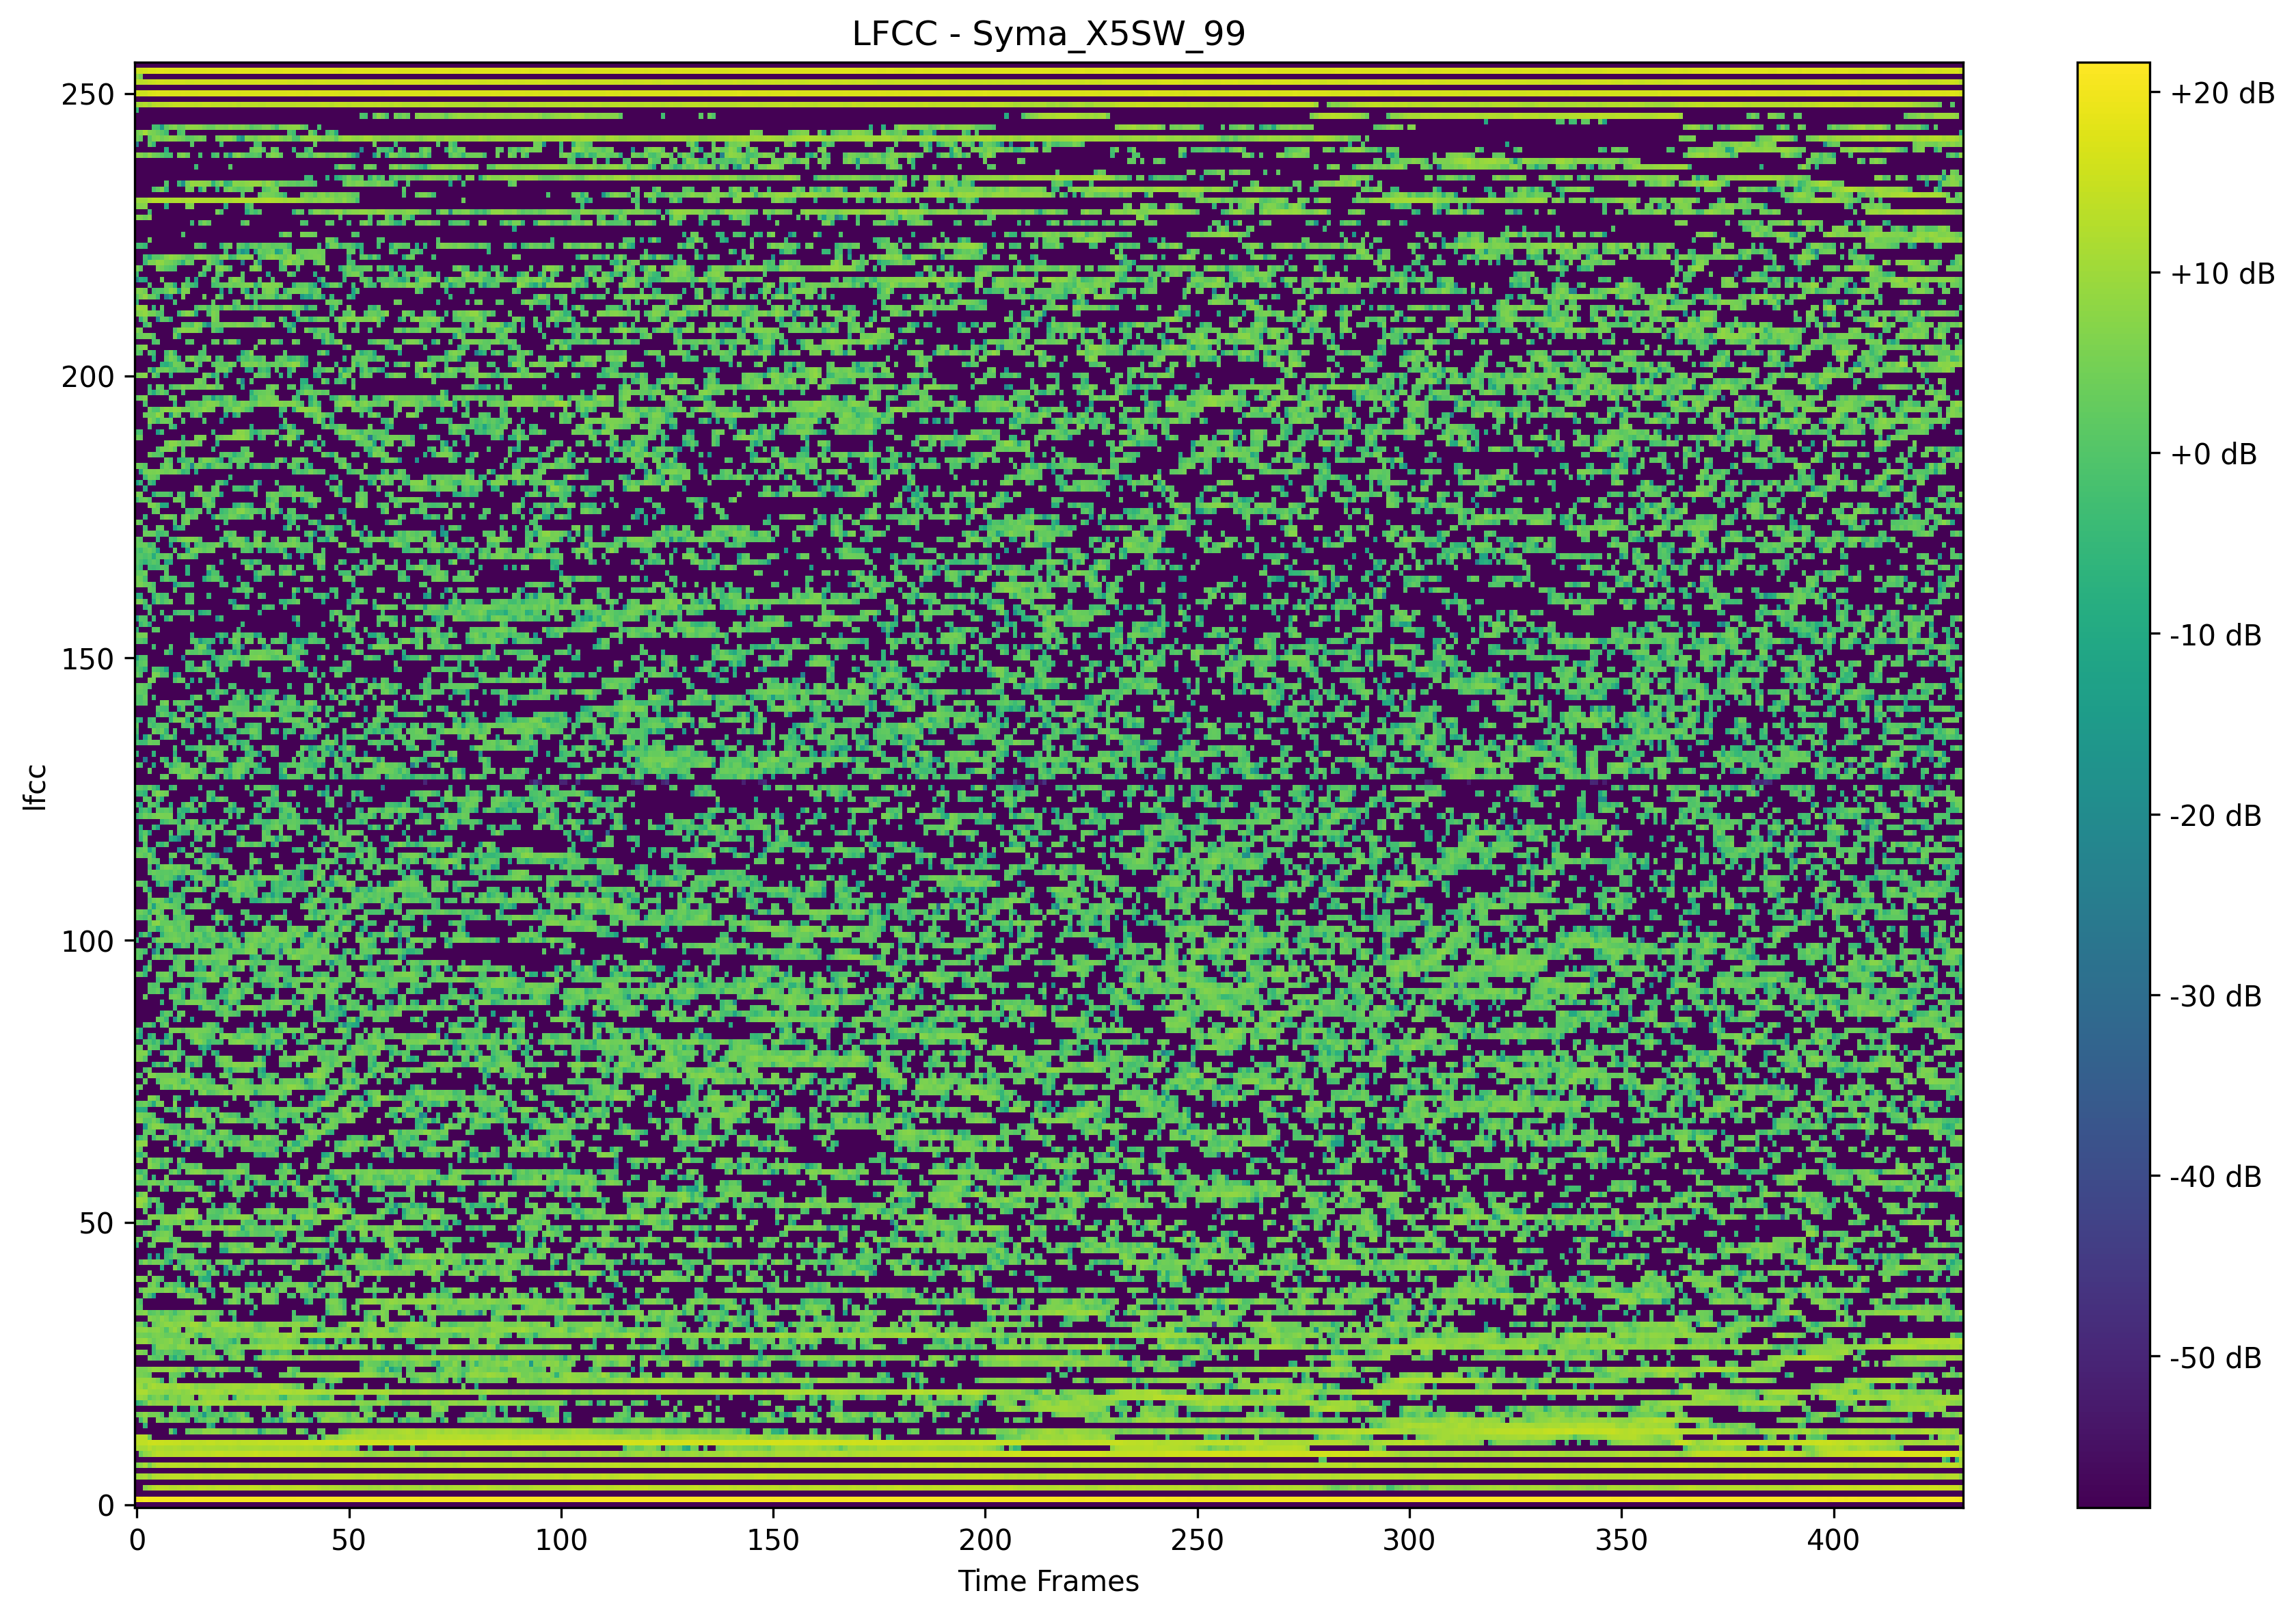 LFCC - Syma_X5SW_99
250
200
150
100
50
0
lfcc
0 50 100 150 200 250 300 350 400
Time Frames
+20 dB
+10 dB
+0 dB
-10 dB
-20 dB
-30 dB
-40 dB
-50 dB